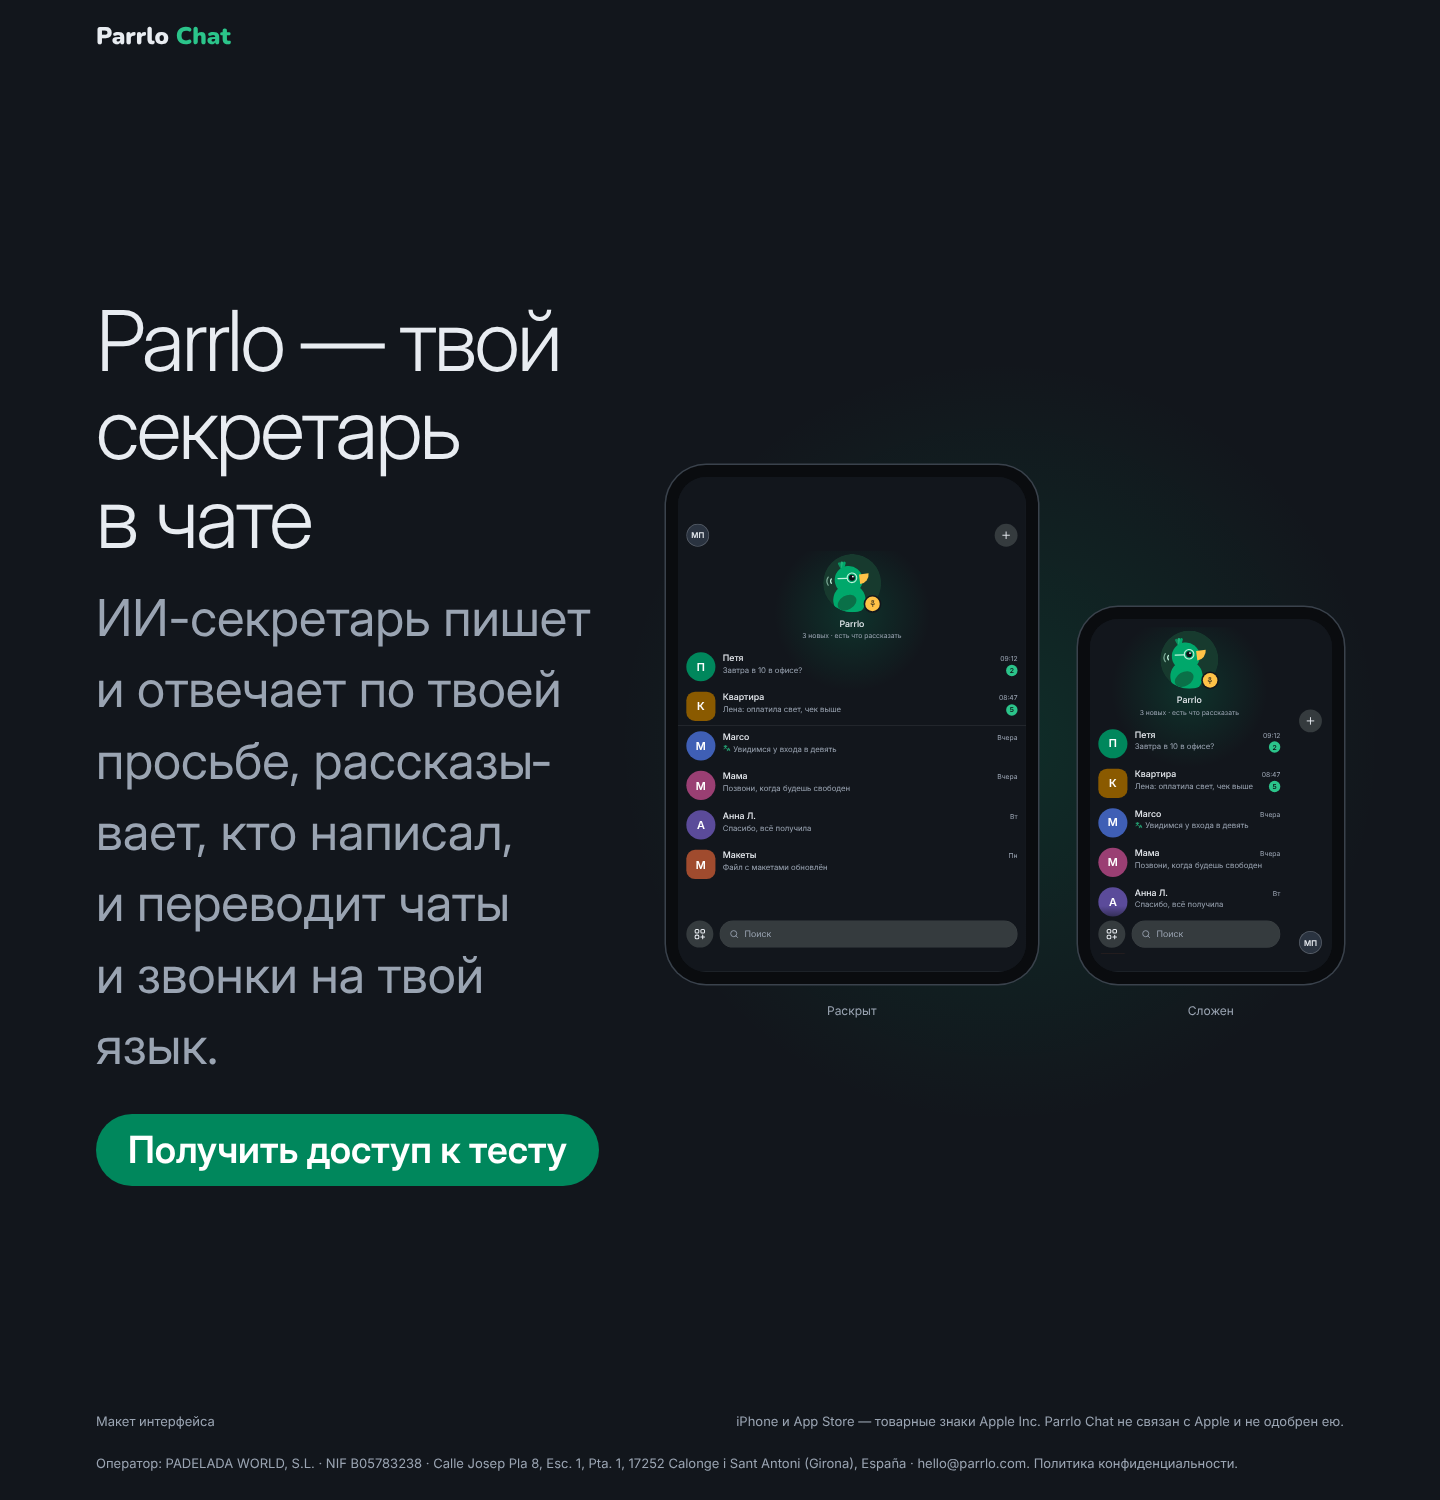 Parrlo Chat
Parrlo — твой
секретарь
в чате
ИИ-секретарь пишет
и отвечает по твоей
просьбе, рассказы-
вает, кто написал,
и переводит чаты
и звонки на твой
язык.
Получить доступ к тесту
МП
Parrlo
3 новых · есть что рассказать
П
Петя
09:12
Завтра в 10 в офисе?
2
К
Квартира
08:47
Лена: оплатила свет, чек выше
5
М
Marco
Вчера
Увидимся у входа в девять
М
Мама
Вчера
Позвони, когда будешь свободен
А
Анна Л.
Вт
Спасибо, всё получила
М
Макеты
Пн
Файл с макетами обновлён
Поиск
Раскрыт
Parrlo
3 новых · есть что рассказать
П
Петя
09:12
Завтра в 10 в офисе?
2
К
Квартира
08:47
Лена: оплатила свет, чек выше
5
М
Marco
Вчера
Увидимся у входа в девять
М
Мама
Вчера
Позвони, когда будешь свободен
А
Анна Л.
Вт
Спасибо, всё получила
Поиск
МП
Сложен
Макет интерфейса
iPhone и App Store — товарные знаки Apple Inc. Parrlo Chat не связан с Apple и не одобрен ею.
Оператор: PADELADA WORLD, S.L. · NIF B05783238 · Calle Josep Pla 8, Esc. 1, Pta. 1, 17252 Calonge i Sant Antoni (Girona), España · hello@parrlo.com. Политика конфиденциальности.